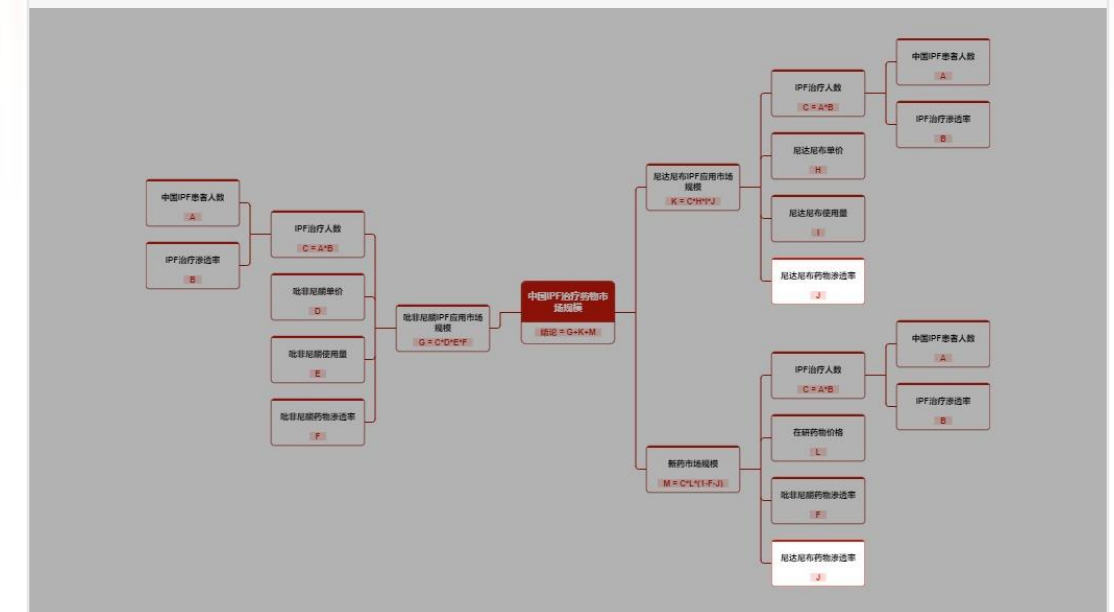 中国IPF患者人数
A
IPF治疗渗透率
B
IPF治疗人数
C = A*B
吡非尼酮单价
D
吡非尼酮使用量
E
吡非尼酮药物渗透率
F
吡非尼酮IPF应用市场
规模
G = C*D*E*F
中国IPF治疗药物市
场规模
结论 = G+K+M
尼达尼布IPF应用市场
规模
K = C*H*I*J
IPF治疗人数
C = A*B
中国IPF患者人数
A
IPF治疗渗透率
B
尼达尼布单价
H
尼达尼布使用量
I
尼达尼布药物渗透率
J
新药市场规模
M = C*L*(1-F-J)
IPF治疗人数
C = A*B
中国IPF患者人数
A
IPF治疗渗透率
B
在研药物价格
L
吡非尼酮药物渗透率
F
尼达尼布药物渗透率
J